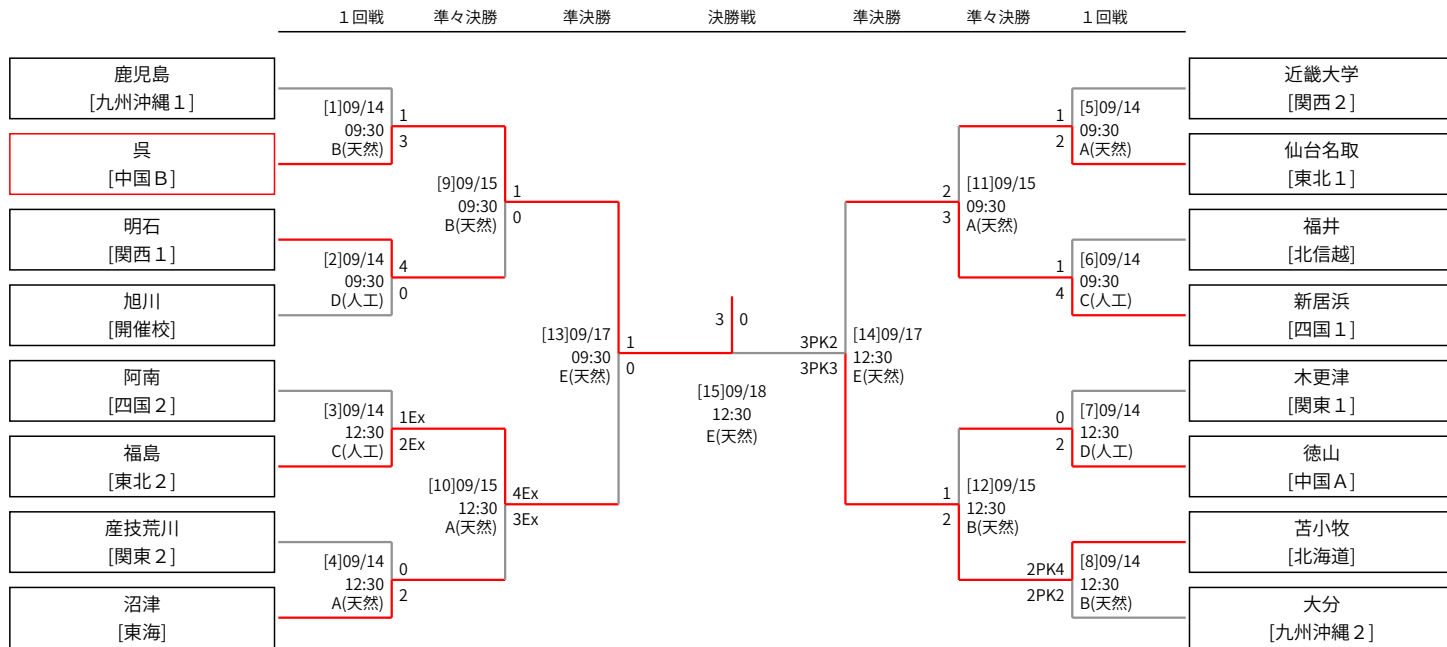 １回戦
準々決勝
準決勝
決勝戦
準決勝
準々決勝
１回戦
鹿児島
[九州沖縄１]
呉
[中国Ｂ]
明石
[関西１]
旭川
[開催校]
阿南
[四国２]
福島
[東北２]
産技荒川
[関東２]
沼津
[東海]
[1]09/14
09:30
B(天然)
1
3
[2]09/14
09:30
D(人工)
4
0
[3]09/14
12:30
C(人工)
1Ex
2Ex
[4]09/14
12:30
A(天然)
0
2
[9]09/15
09:30
B(天然)
1
0
[10]09/15
12:30
A(天然)
4Ex
3Ex
[13]09/17
09:30
E(天然)
1
0
3
0
[15]09/18
12:30
E(天然)
3PK2
3PK3
[14]09/17
12:30
E(天然)
2
3
[11]09/15
09:30
A(天然)
1
2
[12]09/15
12:30
B(天然)
1
2
[5]09/14
09:30
A(天然)
1
4
[6]09/14
09:30
C(人工)
0
2
[7]09/14
12:30
D(人工)
2PK4
2PK2
[8]09/14
12:30
B(天然)
近畿大学
[関西２]
仙台名取
[東北１]
福井
[北信越]
新居浜
[四国１]
木更津
[関東１]
徳山
[中国Ａ]
苫小牧
[北海道]
大分
[九州沖縄２]